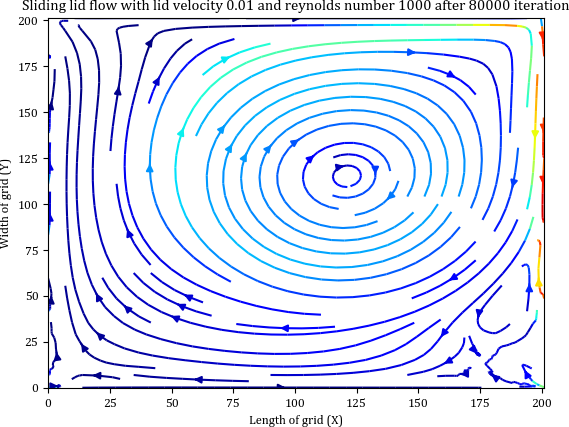 Sliding lid flow with lid velocity 0.01 and reynolds number 1000 after 80000 iteration
200
175
150
125
100
75
50
25
0
Width of grid (Y)
0 25 50 75 100 125 150 175 200
Length of grid (X)